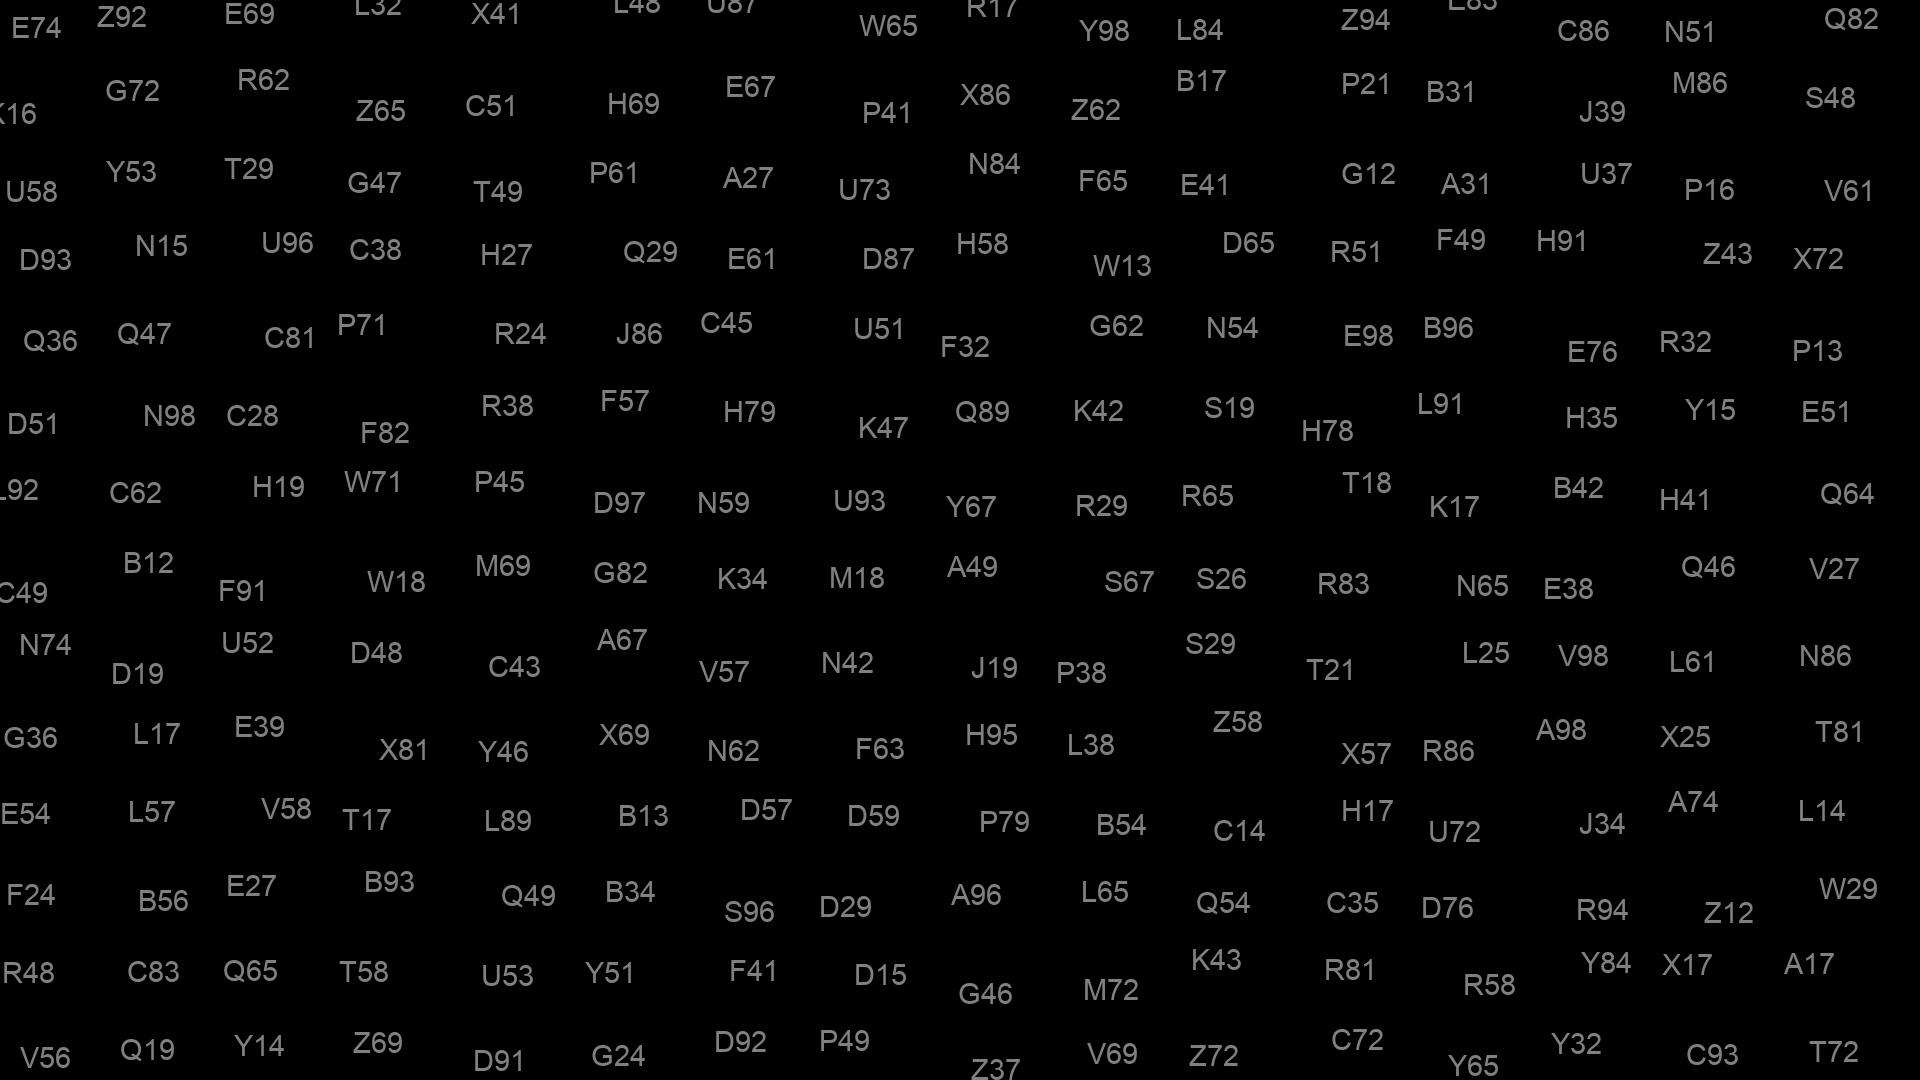 E74 Z92 E69 L32 X41 L48 U87 W65 R17 Y98 L84 Z94 E83 C86 N51 Q82
K16 G72 R62 Z65 C51 H69 E67 P41 X86 Z62 B17 P21 B31 J39 M86 S48
U58 Y53 T29 G47 T49 P61 A27 U73 N84 F65 E41 G12 A31 U37 P16 V61
D93 N15 U96 C38 H27 Q29 E61 D87 H58 W13 D65 R51 F49 H91 Z43 X72
Q36 Q47 C81 P71 R24 J86 C45 U51 F32 G62 N54 E98 B96 E76 R32 P13
D51 N98 C28 F82 R38 F57 H79 K47 Q89 K42 S19 H78 L91 H35 Y15 E51
L92 C62 H19 W71 P45 D97 N59 U93 Y67 R29 R65 T18 K17 B42 H41 Q64
C49 B12 F91 W18 M69 G82 K34 M18 A49 S67 S26 R83 N65 E38 Q46 V27
N74 D19 U52 D48 C43 A67 V57 N42 J19 P38 S29 T21 L25 V98 L61 N86
G36 L17 E39 X81 Y46 X69 N62 F63 H95 L38 Z58 X57 R86 A98 X25 T81
E54 L57 V58 T17 L89 B13 D57 D59 P79 B54 C14 H17 U72 J34 A74 L14
F24 B56 E27 B93 Q49 B34 S96 D29 A96 L65 Q54 C35 D76 R94 Z12 W29
R48 C83 Q65 T58 U53 Y51 F41 D15 G46 M72 K43 R81 R58 Y84 X17 A17
V56 Q19 Y14 Z69 D91 G24 D92 P49 Z37 V69 Z72 C72 Y65 Y32 C93 T72